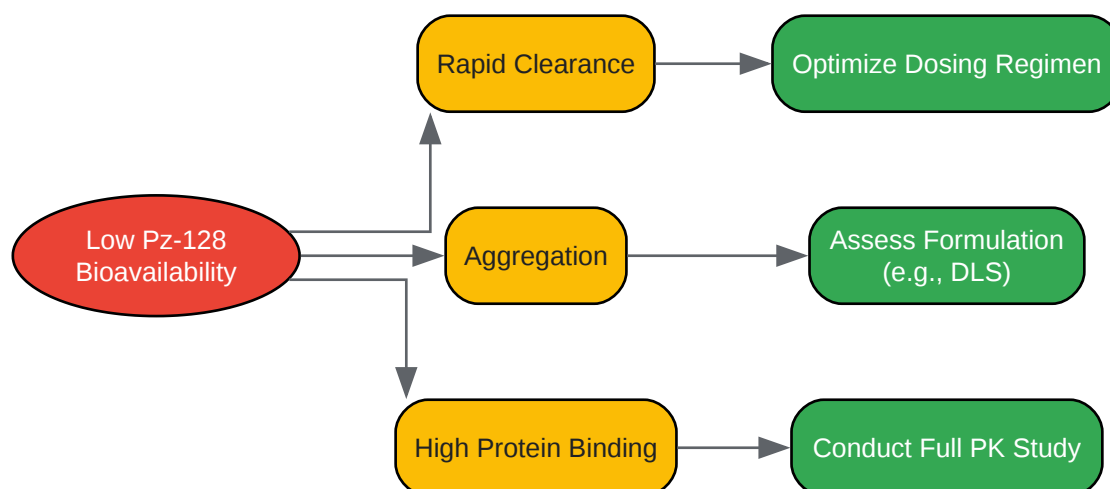 Rapid Clearance
Optimize Dosing Regimen
Low Pz-128
Bioavailability
Aggregation
Assess Formulation
(e.g., DLS)
High Protein Binding
Conduct Full PK Study